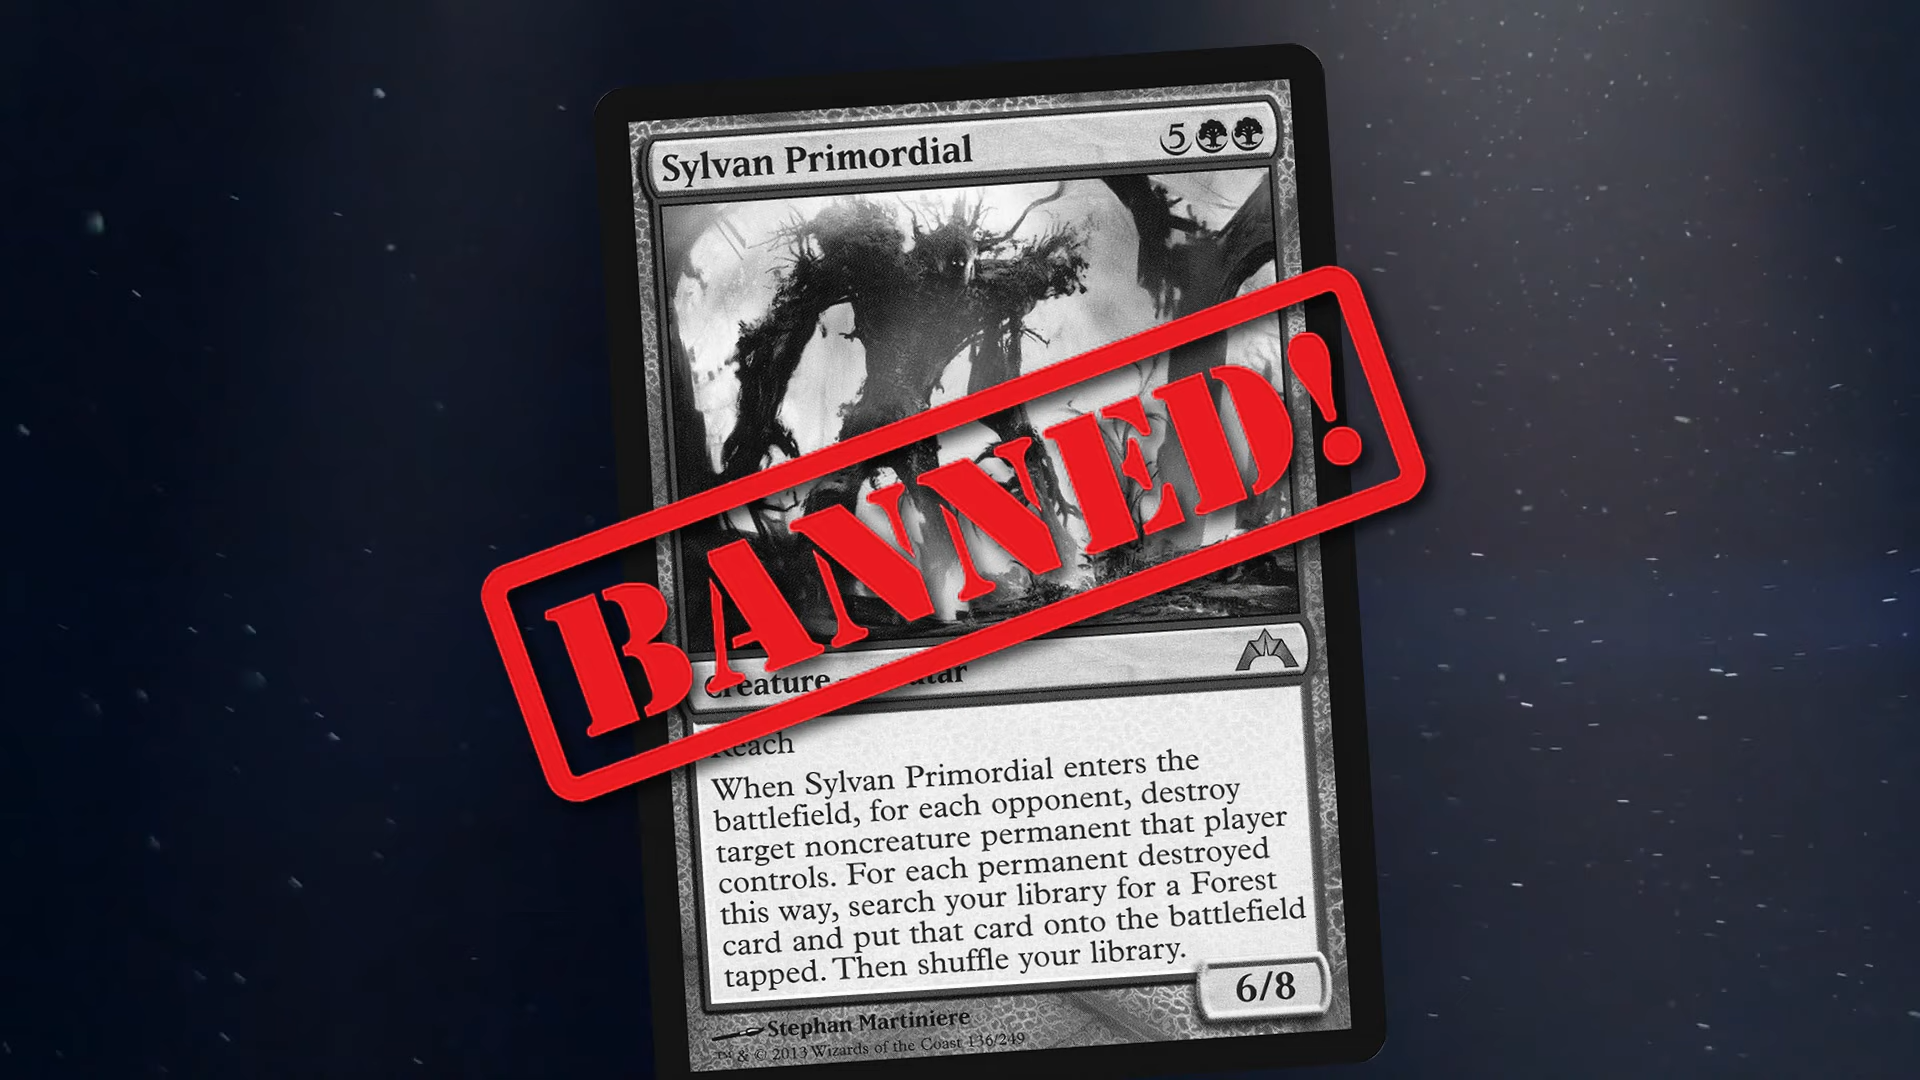 Sylvan Primordial 5
BANNED!
Creature
Reach
When Sylvan Primordial enters the
battlefield, for each opponent, destroy
target noncreature permanent that player
controls. For each permanent destroyed
this way, search your library for a Forest
card and put that card onto the battlefield
tapped. Then shuffle your library.
6/8
Stephan Martiniere
™ & © 2013 Wizards of the Coast 136/249